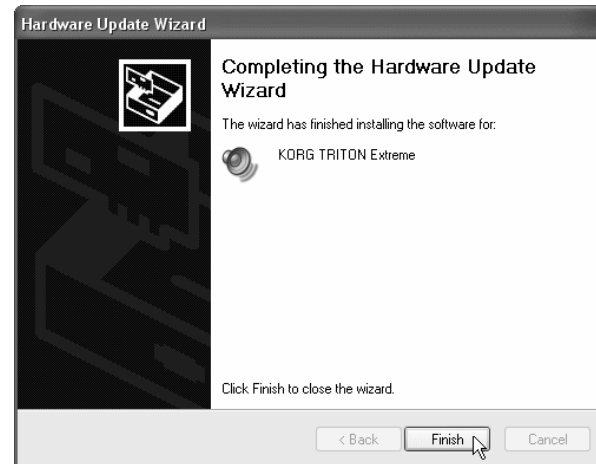 Hardware Update Wizard
Completing the Hardware Update
Wizard
The wizard has finished installing the software for:
KORG TRITON Extreme
Click Finish to close the wizard.
< Back Finish Cancel